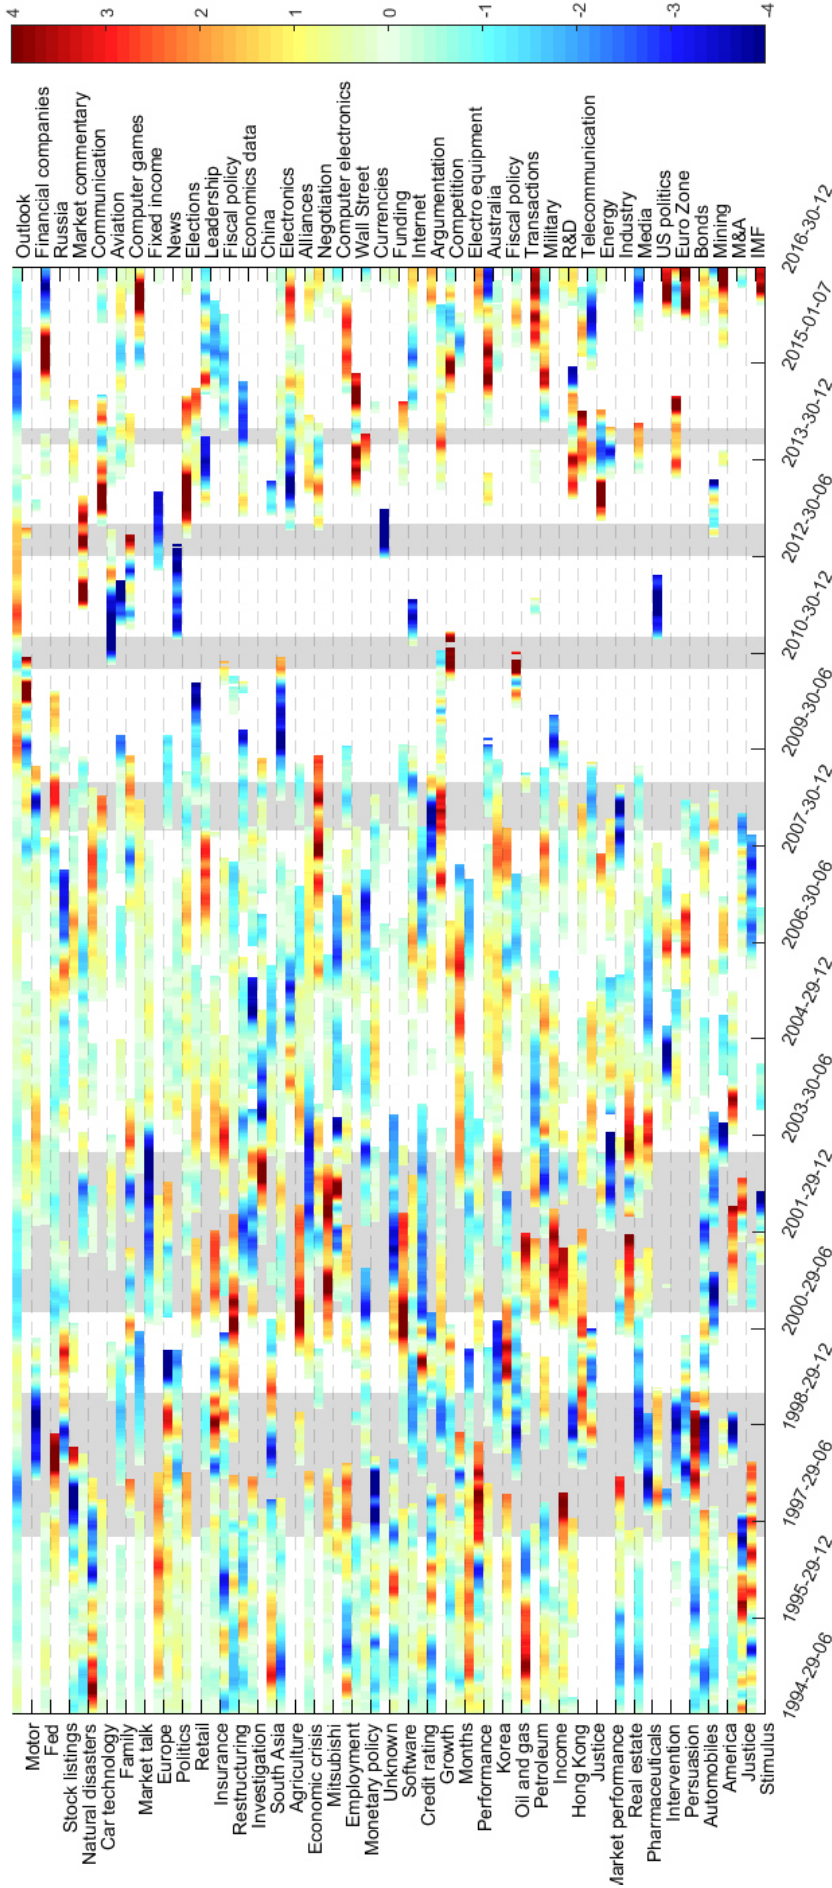 4
3
2
1
0
-1
-2
-3
-4
Outlook
Financial companies
Russia
Market commentary
Communication
Aviation
Computer games
Fixed income
News
Elections
Leadership
Fiscal policy
Economics data
China
Electronics
Alliances
Negotiation
Computer electronics
Wall Street
Currencies
Funding
Internet
Argumentation
Competition
Electro equipment
Australia
Fiscal policy
Transactions
Military
R&D
Telecommunication
Energy
Industry
Media
US politics
Euro Zone
Bonds
Mining
M&A
IMF
2016-30-12
2015-01-07
2013-30-12
2012-30-06
2010-30-12
2009-30-06
2007-30-12
2006-30-06
2004-29-12
2003-30-06
2001-29-12
2000-29-06
1998-29-12
1997-29-06
1995-29-12
1994-29-06
Motor
Fed
Stock listings
Natural disasters
Car technology
Family
Market talk
Europe
Politics
Retail
Insurance
Restructuring
Investigation
South Asia
Agriculture
Economic crisis
Mitsubishi
Employment
Monetary policy
Unknown
Software
Credit rating
Growth
Months
Performance
Korea
Oil and gas
Petroleum
Income
Hong Kong
Justice
Market performance
Real estate
Pharmaceuticals
Intervention
Persuasion
Automobiles
America
Justice
Stimulus